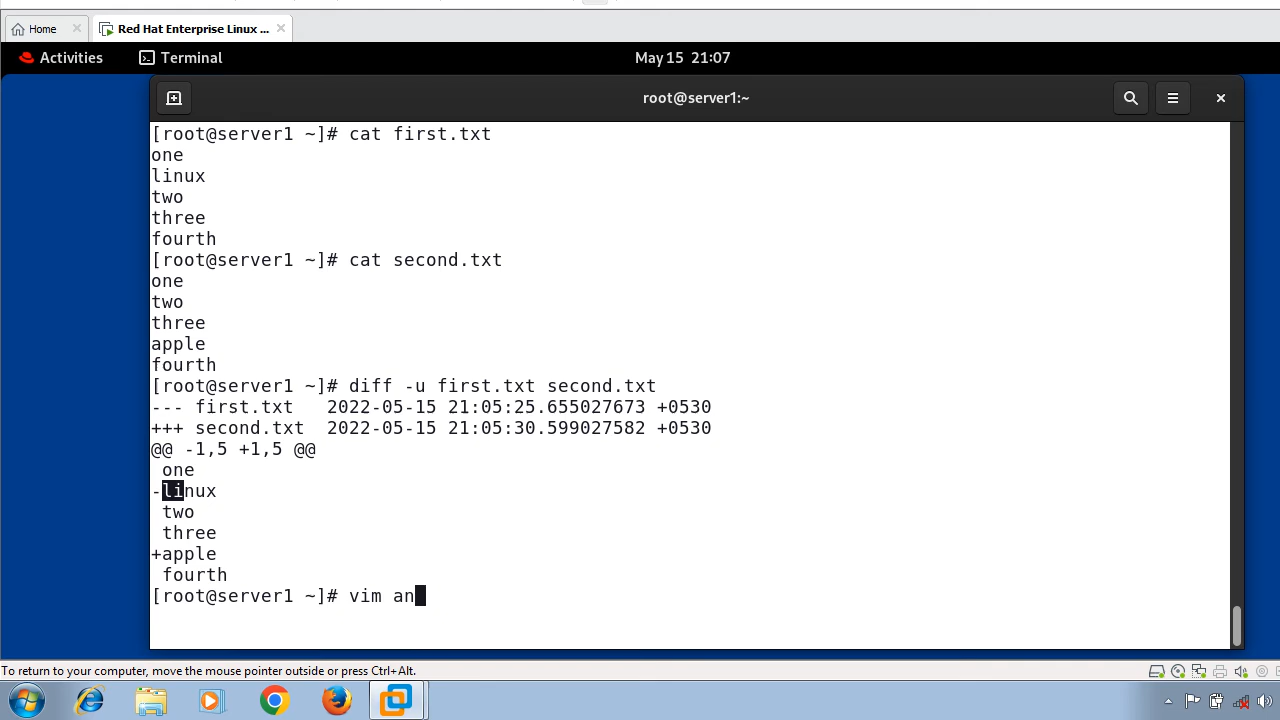 Home
Red Hat Enterprise Linux ...
Activities Terminal May 15 21:07
root@server1:~
[root@server1 ~]# cat first.txt
one
linux
two
three
fourth
[root@server1 ~]# cat second.txt
one
two
three
apple
fourth
[root@server1 ~]# diff -u first.txt second.txt
--- first.txt   2022-05-15 21:05:25.655027673 +0530
+++ second.txt  2022-05-15 21:05:30.599027582 +0530
@@ -1,5 +1,5 @@
 one
-linux
 two
 three
+apple
 fourth
[root@server1 ~]# vim an
To return to your computer, move the mouse pointer outside or press Ctrl+Alt.